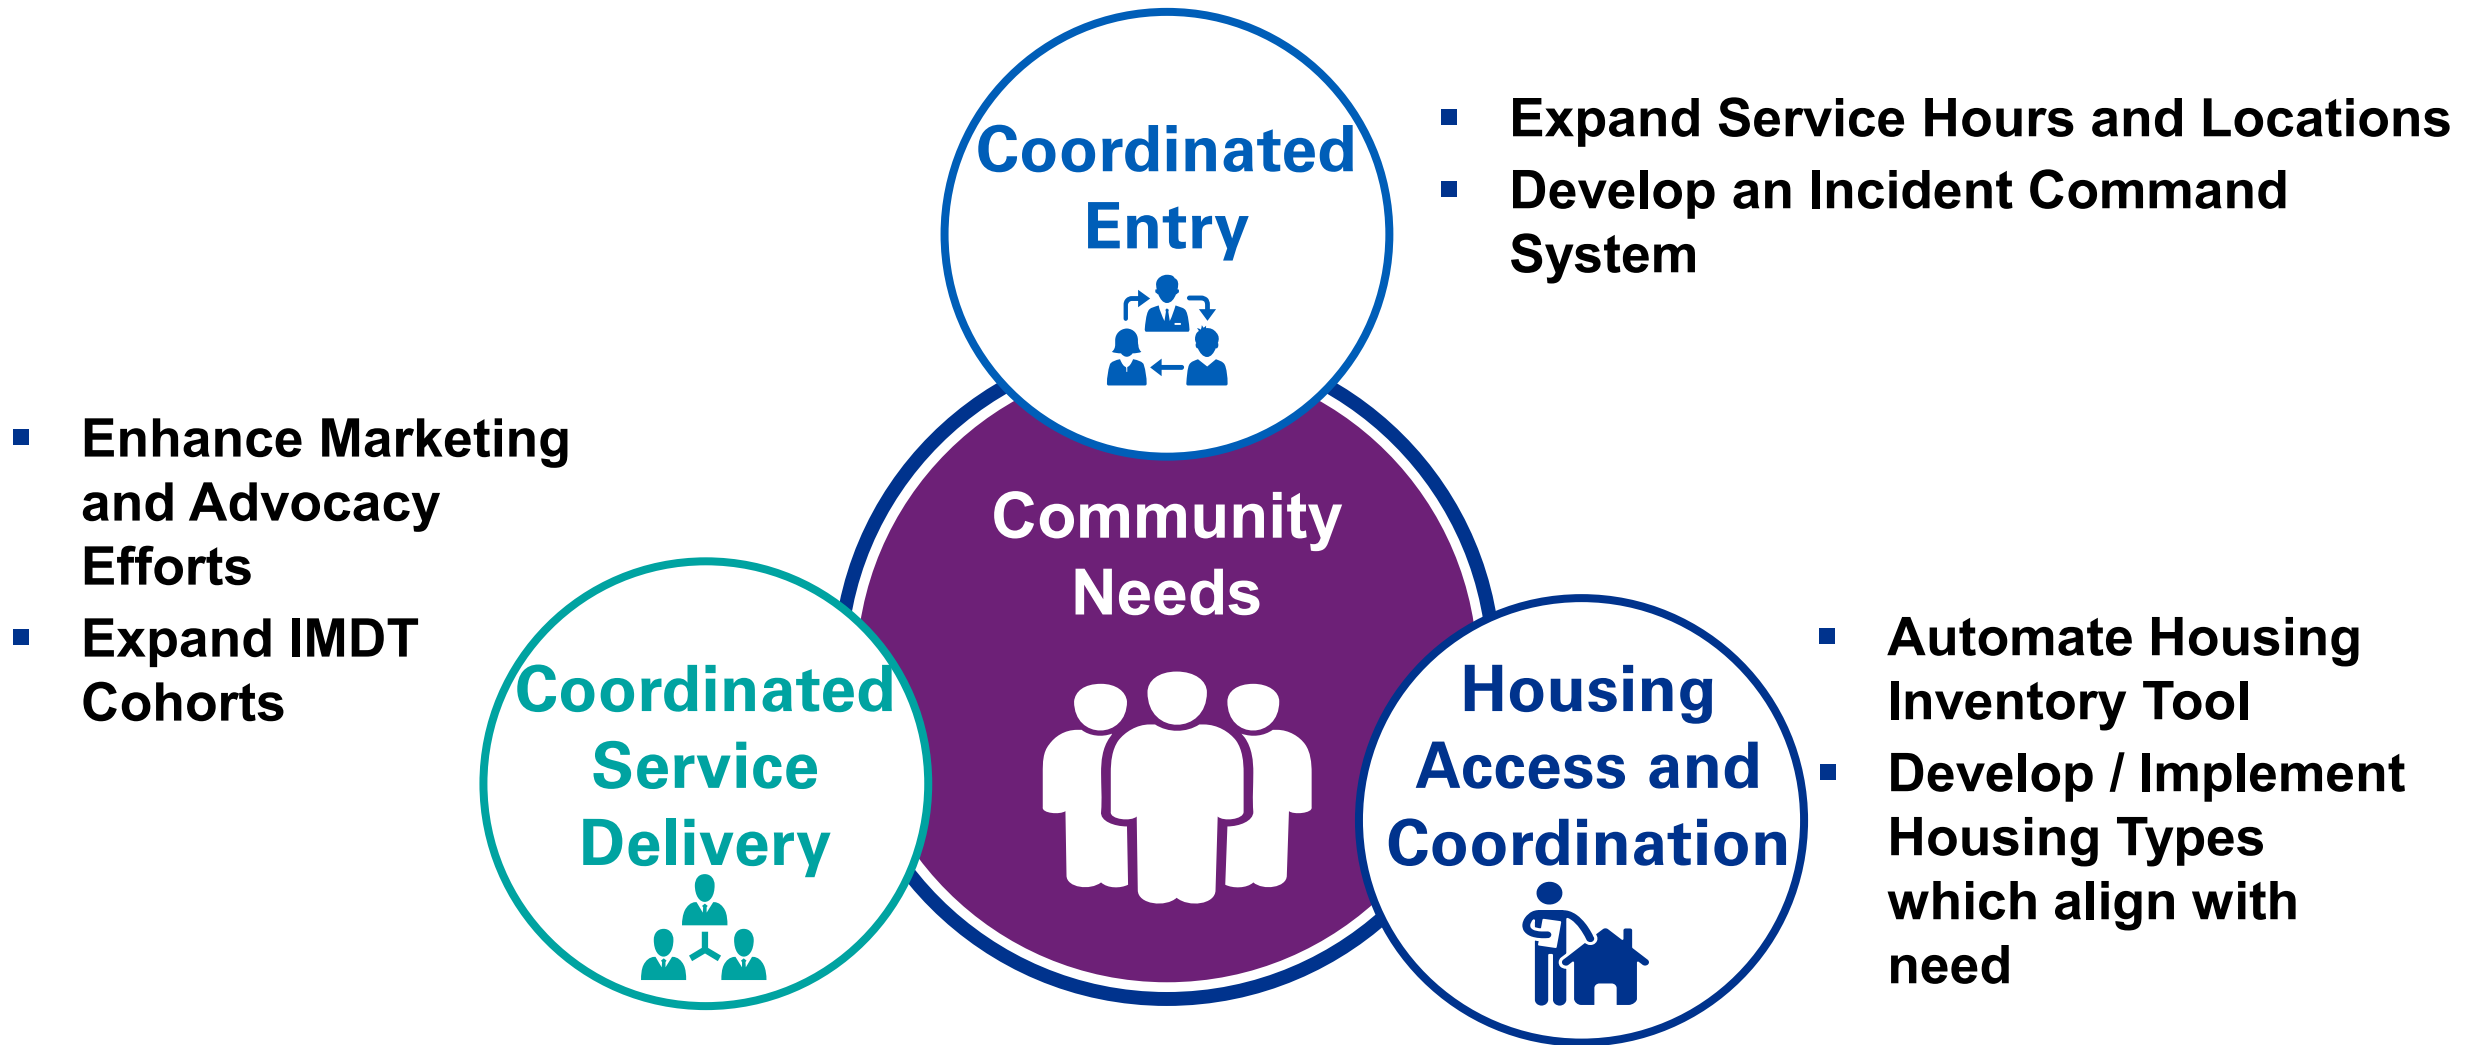 Coordinated
Entry
▪ Expand Service Hours and Locations
▪ Develop an Incident Command
System
▪ Enhance Marketing
and Advocacy
Efforts
▪ Expand IMDT
Cohorts
Community
Needs
Coordinated
Service
Delivery
Housing
Access and
Coordination
▪ Automate Housing
Inventory Tool
▪ Develop / Implement
Housing Types
which align with
need